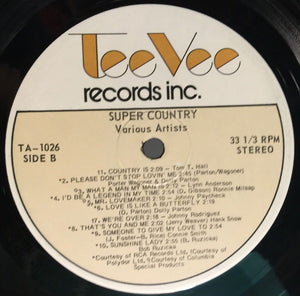 TeeVee
records inc.
SUPER COUNTRY
Various Artists
TA-1026
SIDE B
33 1/3 RPM
STEREO
11. COUNTRY IS 2:09 - Tom T. Hall
*2. PLEASE DON'T STOP LOVIN' ME 2:24 (Parton/Wagoner)
Porter Wagoner & Dolly Parton
*3. WHAT A MAN MY MAN IS 2:12 - Lynn Anderson
*4. I'D BE A LEGEND IN MY TIME 2:54 (D. Gibson) Ronnie Milsap
*5. MR. LOVEMAKER 2:10 - Johnny Paycheck
*6. LOVE IS LIKE A BUTTERFLY 2:19
(D. Parton) Dolly Parton
17. WE'RE OVER 2:58 - Johnny Rodriguez
*8. THAT'S YOU AND ME 2:02 (Jerry Weaver) Hank Snow
*9. SOMEONE TO GIVE MY LOVE TO 2:24
(J. Foster-B. Rice) Connie Smith
*10. SUNSHINE LADY 2:55 (B. Ruzicka)
Bob Ruzicka
*Courtesy of RCA Records Ltd. /Courtesy of
Polydor Ltd. /†Courtesy of Columbia
Special Products